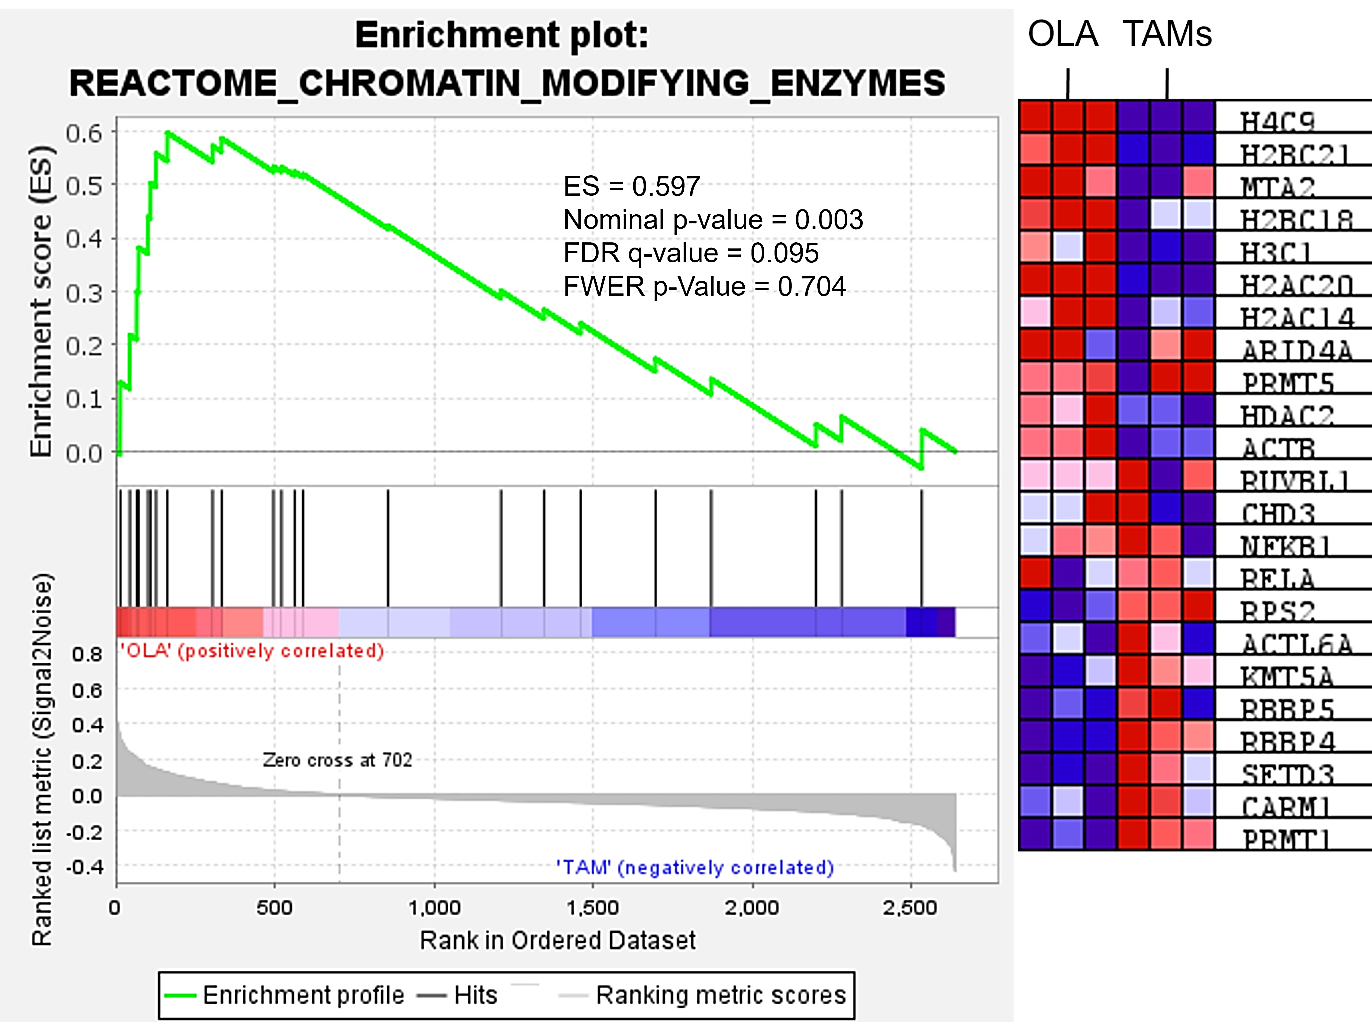 Enrichment plot:
REACTOME_CHROMATIN_MODIFYING_ENZYMES
Enrichment score (ES)
0.6
0.5
0.4
0.3
0.2
0.1
0.0
ES = 0.597
Nominal p-value = 0.003
FDR q-value = 0.095
FWER p-Value = 0.704
Ranked list metric (Signal2Noise)
'OLA' (positively correlated)
0.8
0.6
0.4
0.2
0.0
-0.2
-0.4
Zero cross at 702
'TAM' (negatively correlated)
0 500 1,000 1,500 2,000 2,500
Rank in Ordered Dataset
Enrichment profile Hits Ranking metric scores
OLA TAMs
H4C9
H2BC21
MTA2
H2BC18
H3C1
H2AC20
H2AC14
ARID4A
PRMT5
HDAC2
ACTB
RUVBL1
CHD3
NFKB1
RELA
RPS2
ACTL6A
KMT5A
RBBP5
RBBP4
SETD3
CARM1
PRMT1